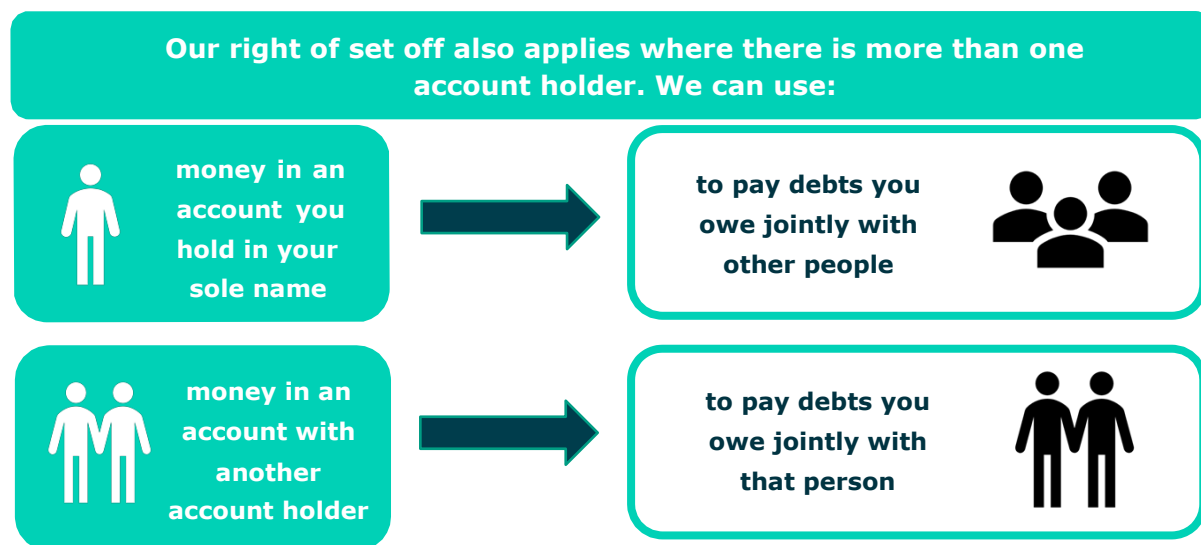 Our right of set off also applies where there is more than one
account holder. We can use:
money in an
account you
hold in your
sole name
to pay debts you
owe jointly with
other people
money in an
account with
another
account holder
to pay debts you
owe jointly with
that person